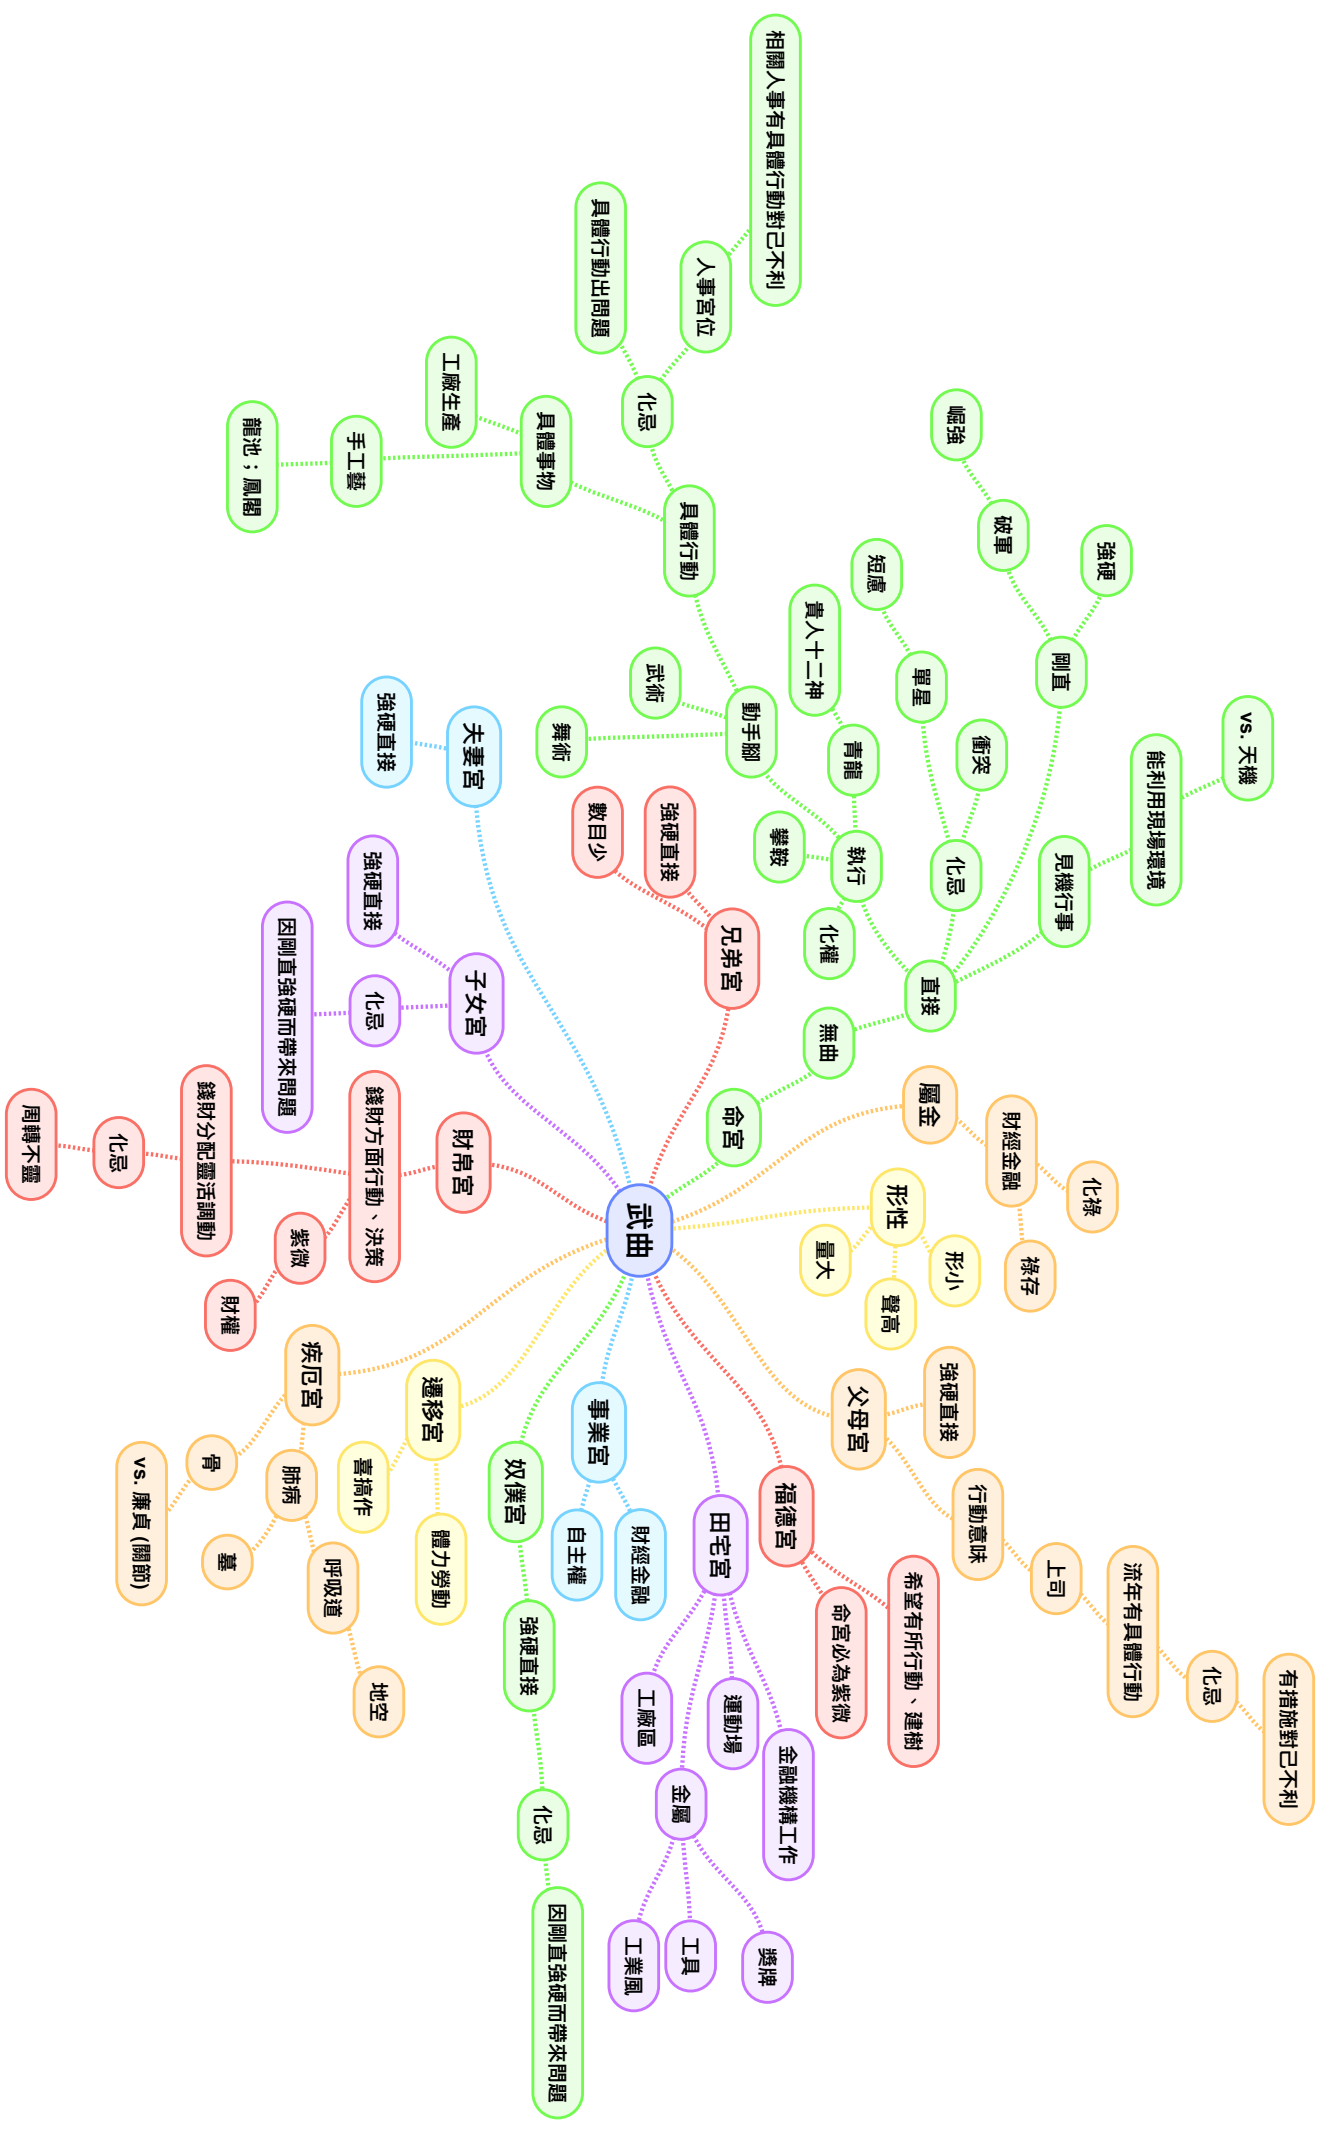 武曲
命宮
無曲
直接
見機行事
能利用現場環境
vs. 天機
剛直
強硬
破軍
崛強
化忌
衝突
單星
短慮
執行
化權
攀鞍
青龍
貴人十二神
動手腳
舞術
武術
具體行動
化忌
人事宮位
相關人事有具體行動對己不利
具體行動出問題
具體事物
工廠生產
手工藝
龍池；鳳閣
兄弟宮
強硬直接
數目少
夫妻宮
強硬直接
子女宮
強硬直接
化忌
因剛直強硬而帶來問題
財帛宮
錢財方面行動、決策
錢財分配靈活調動
化忌
周轉不靈
紫微
財權
疾厄宮
骨
vs. 廉貞 (關節)
肺病
墓
呼吸道
地空
遷移宮
喜搞作
體力勞動
奴僕宮
強硬直接
化忌
因剛直強硬而帶來問題
事業宮
自主權
財經金融
田宅宮
工廠區
金屬
工業風
工具
獎牌
運動場
金融機構工作
福德宮
命宮必為紫微
希望有所行動、建樹
父母宮
強硬直接
行動意味
上司
流年有具體行動
化忌
有措施對己不利
形性
形小
聲高
量大
屬金
財經金融
化祿
祿存